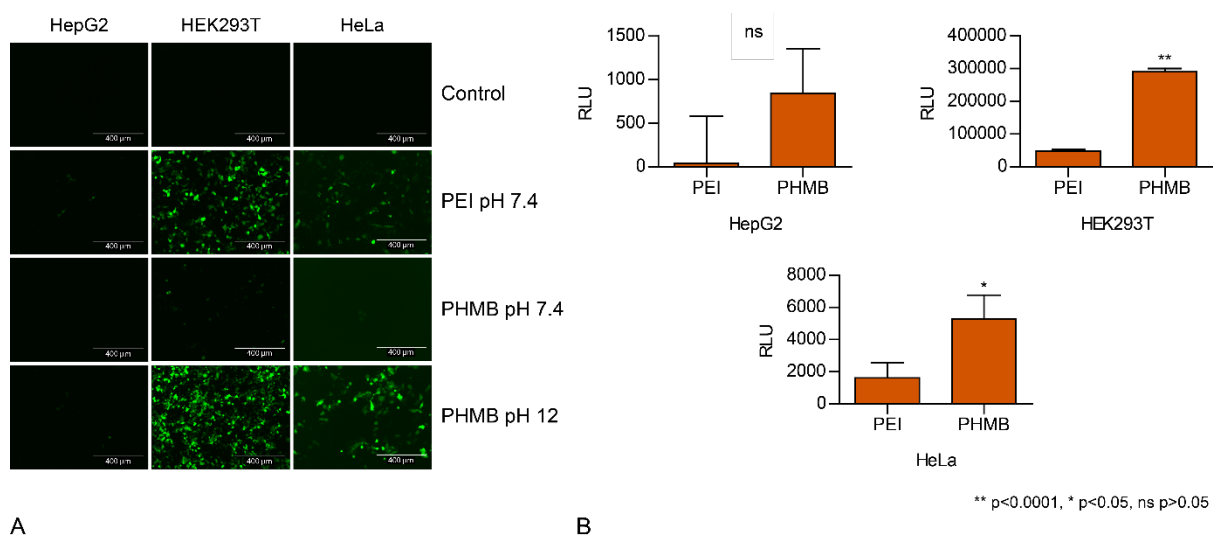 HepG2 HEK293T HeLa
400 µm 400 µm 400 µm
Control
400 µm 400 µm 400 µm
PEI pH 7.4
400 µm 400 µm 400 µm
PHMB pH 7.4
400 µm 400 µm 400 µm
PHMB pH 12
A
RLU
1500
1000
500
0
ns
PEI PHMB
HepG2
RLU
400000
300000
200000
100000
0
**
PEI PHMB
HEK293T
RLU
8000
6000
4000
2000
0
*
PEI PHMB
HeLa
** p<0.0001, * p<0.05, ns p>0.05
B